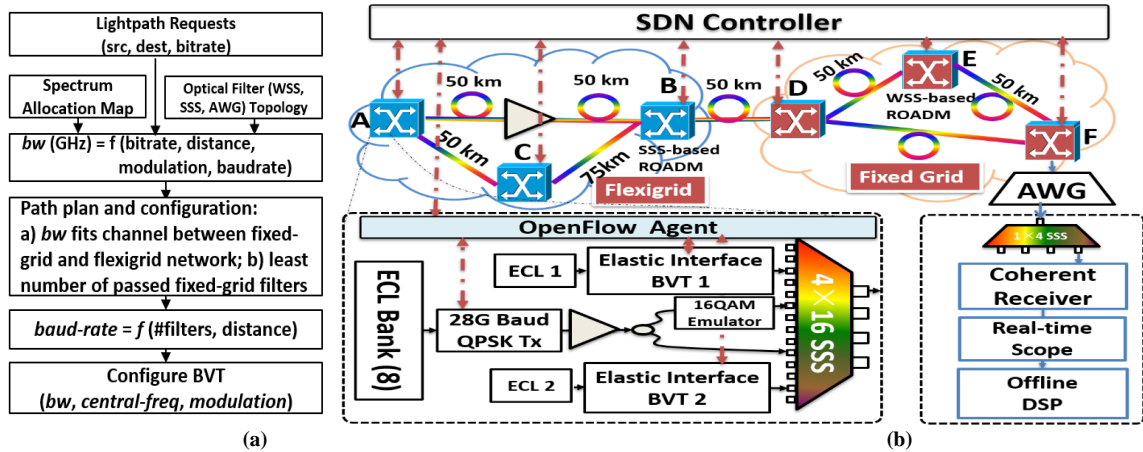 Lightpath Requests
(src, dest, bitrate)
Spectrum
Allocation Map
Optical Filter (WSS,
SSS, AWG) Topology
bw (GHz) = f (bitrate, distance,
modulation, baudrate)
Path plan and configuration:
a) bw fits channel between fixed-
grid and flexigrid network; b) least
number of passed fixed-grid filters
baud-rate = f (#filters, distance)
Configure BVT
(bw, central-freq, modulation)
(a)
SDN Controller
50 km
50 km
50 km
50 km
50 km
50 km
75km
A
B
C
D
E
F
SSS-based
ROADM
WSS-based
ROADM
Flexigrid
Fixed Grid
AWG
OpenFlow Agent
ECL Bank (8)
ECL 1
Elastic Interface
BVT 1
28G Baud
QPSK Tx
16QAM
Emulator
ECL 2
Elastic Interface
BVT 2
4×16 SSS
1×4 SSS
Coherent
Receiver
Real-time
Scope
Offline
DSP
(b)